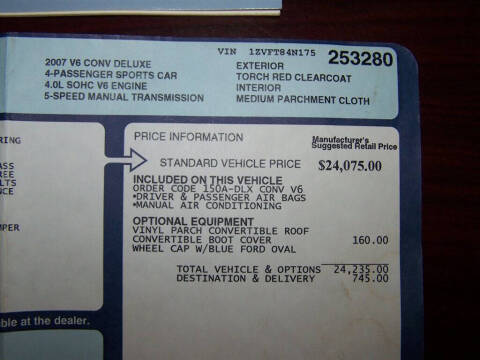 VIN 1ZVFT84N175 253280
2007 V6 CONV DELUXE EXTERIOR
4-PASSENGER SPORTS CAR TORCH RED CLEARCOAT
4.0L SOHC V6 ENGINE INTERIOR
5-SPEED MANUAL TRANSMISSION MEDIUM PARCHMENT CLOTH
RING
ASS
REE
LTS
NCE
MPER
ble at the dealer.
PRICE INFORMATION Manufacturer's
Suggested Retail Price
STANDARD VEHICLE PRICE $24,075.00
INCLUDED ON THIS VEHICLE
ORDER CODE 150A-DLX CONV V6
•DRIVER & PASSENGER AIR BAGS
•MANUAL AIR CONDITIONING
OPTIONAL EQUIPMENT
VINYL PARCH CONVERTIBLE ROOF
CONVERTIBLE BOOT COVER 160.00
WHEEL CAP W/BLUE FORD OVAL
TOTAL VEHICLE & OPTIONS 24,235.00
DESTINATION & DELIVERY 745.00